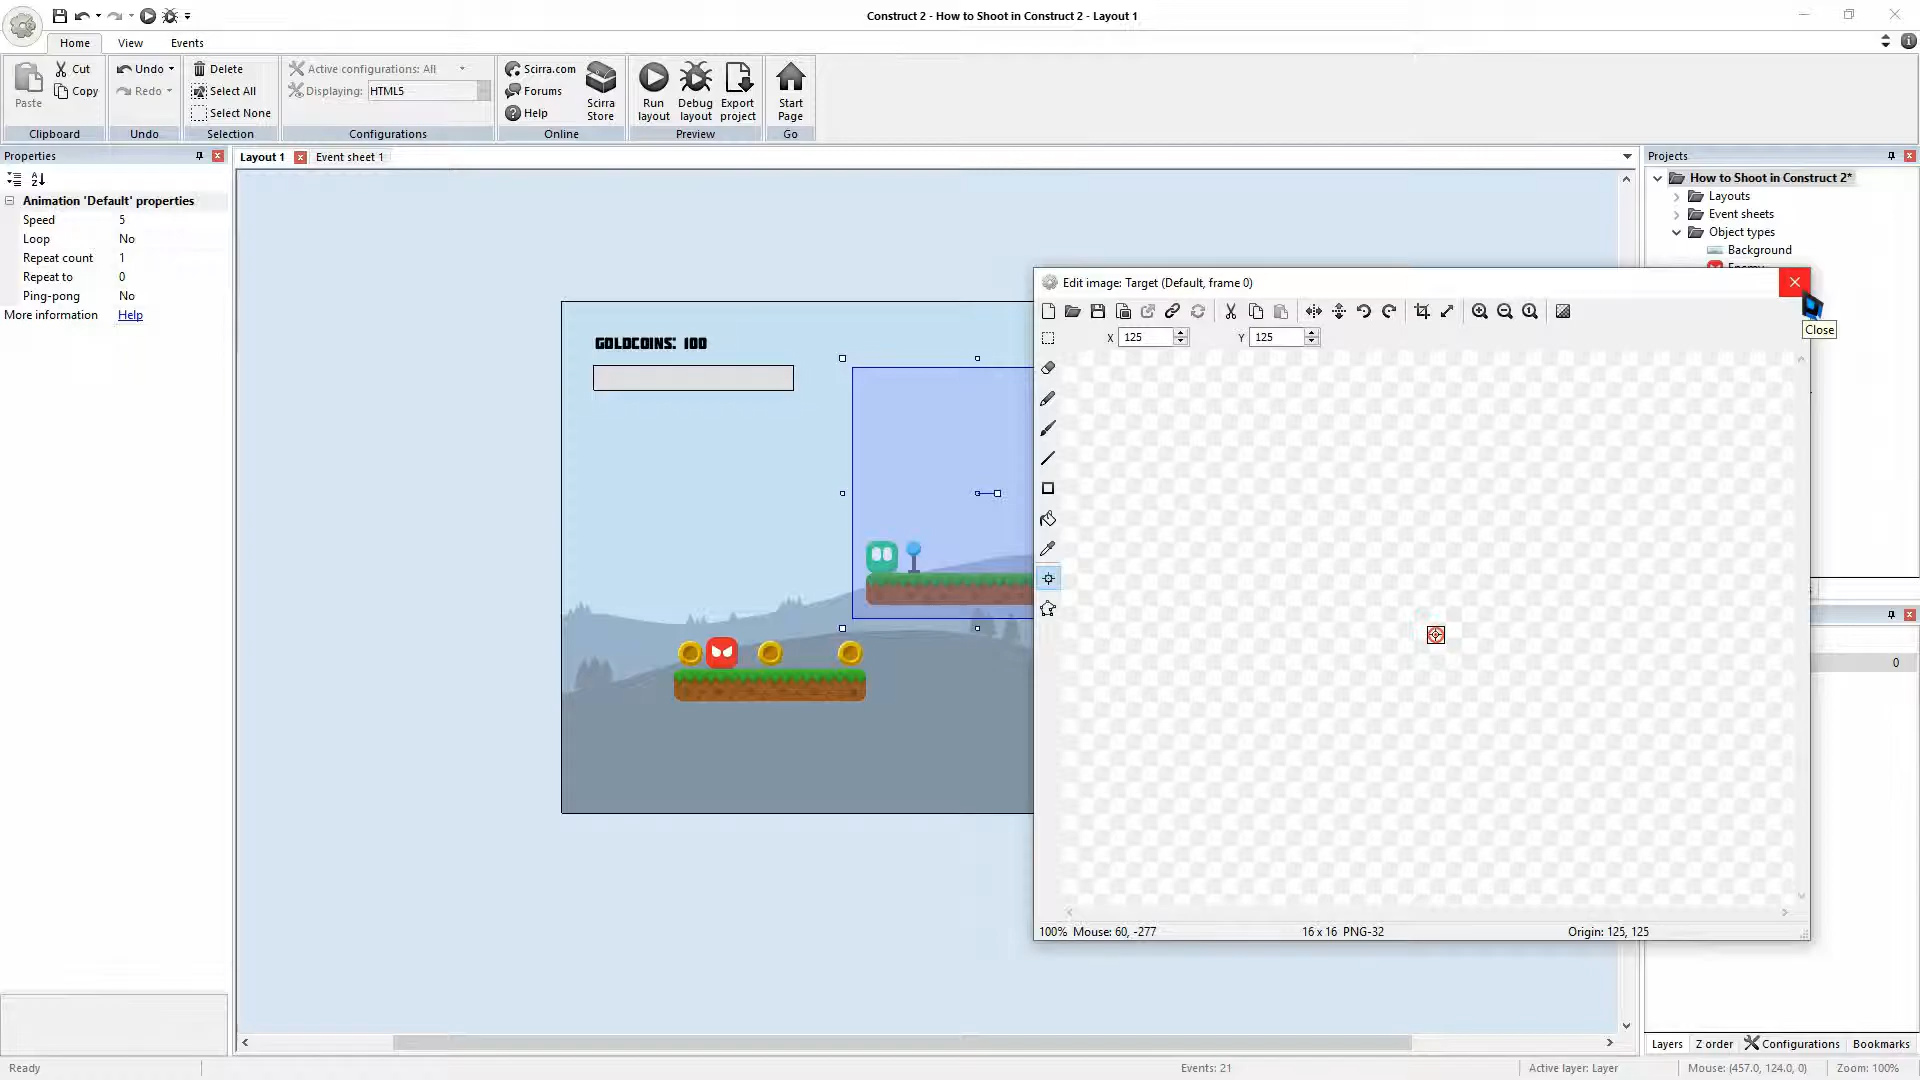 Construct 2 - How to Shoot in Construct 2 - Layout 1
Home View Events
Paste
Cut
Copy
Clipboard
Undo
Redo
Undo
Delete
Select All
Select None
Selection
Active configurations: All
Displaying: HTML5
Configurations
Scirra.com
Forums
Help
Scirra Store
Online
Run layout
Debug layout
Export project
Preview
Start Page
Go
Properties
Animation 'Default' properties
Speed 5
Loop No
Repeat count 1
Repeat to 0
Ping-pong No
More information Help
Layout 1
Event sheet 1
GOLDCOINS: 100
Projects
How to Shoot in Construct 2*
Layouts
Event sheets
Object types
Background
Edit image: Target (Default, frame 0)
Close
X 125 Y 125
100% Mouse: 60, -277
16 x 16 PNG-32
Origin: 125, 125
0
Layers Z order Configurations Bookmarks
Ready
Events: 21
Active layer: Layer
Mouse: (457.0, 124.0, 0)
Zoom: 100%